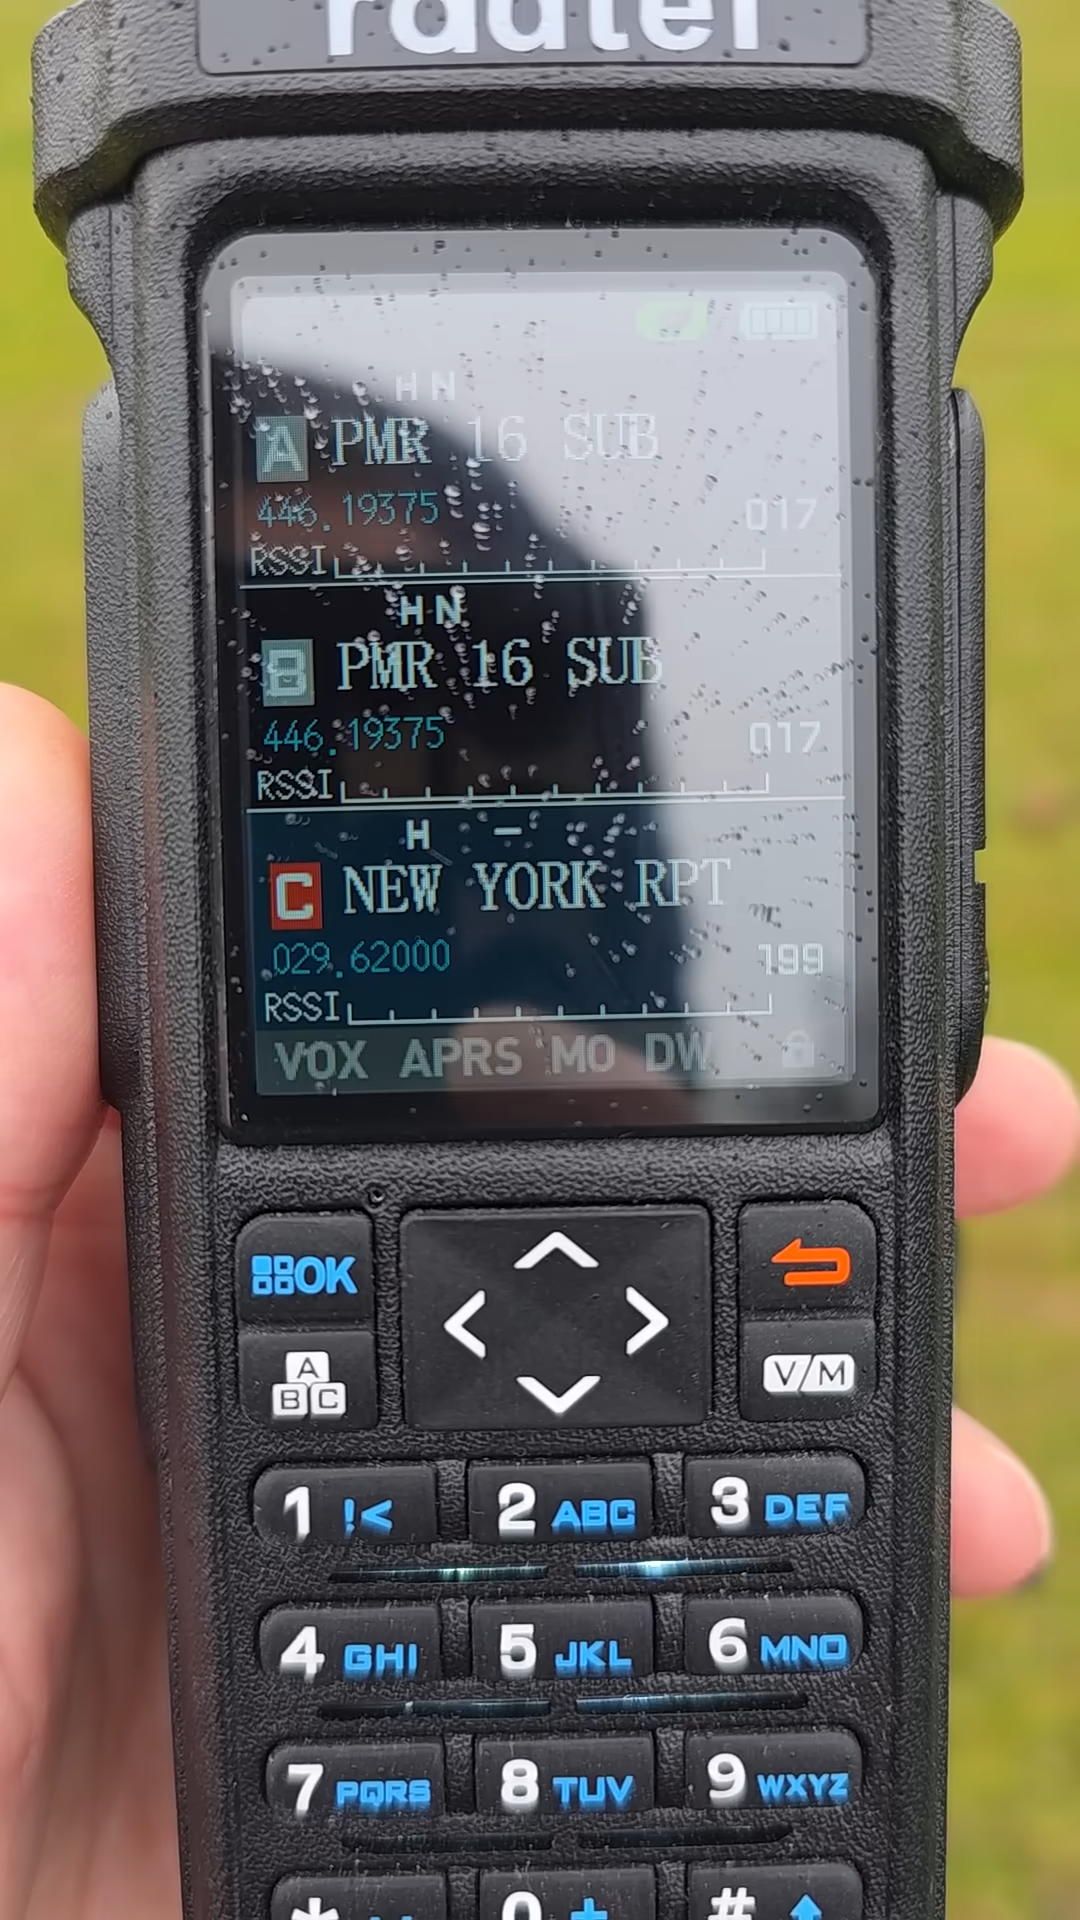 radtel
H N
A PMR 16 SUB
446.19375 017
RSSI
H N
B PMR 16 SUB
446.19375 017
RSSI
H –
C NEW YORK RPT
029.62000 199
RSSI
VOX APRS MO DW
OK
A
B C
V/M
1 !< 2 ABC 3 DEF
4 GHI 5 JKL 6 MNO
7 PQRS 8 TUV 9 WXYZ
* 0 + #